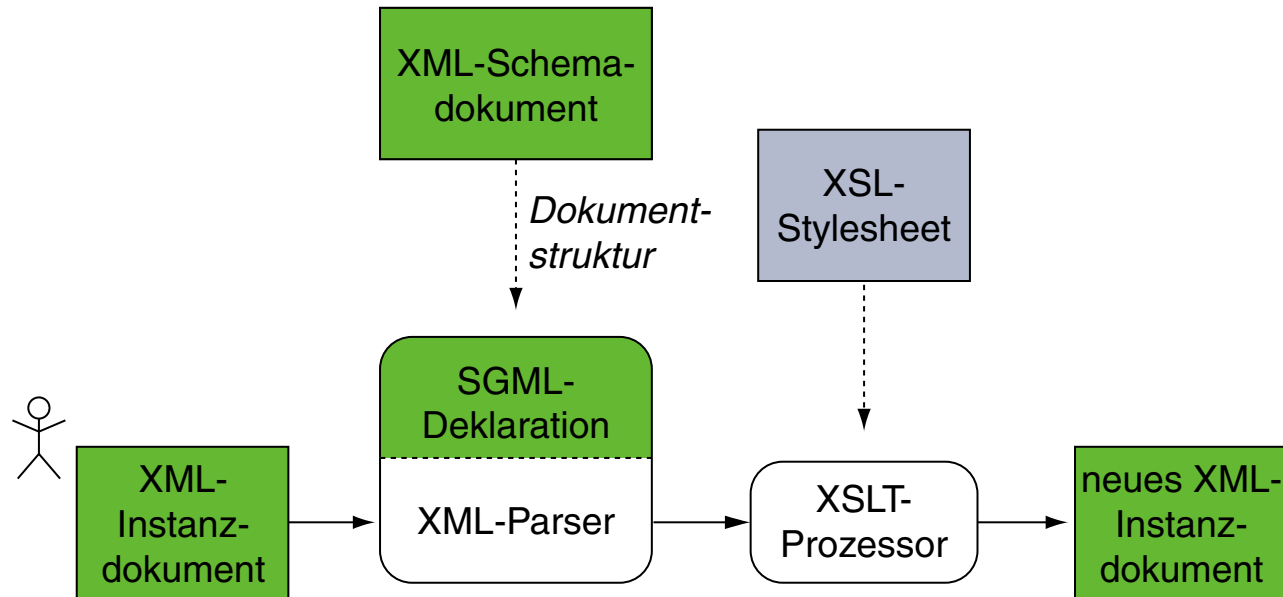 XML-Schema-
dokument
XSL-
Stylesheet
Dokument-
struktur
SGML-
Deklaration
XML-Parser
XML-
Instanz-
dokument
XSLT-
Prozessor
neues XML-
Instanz-
dokument